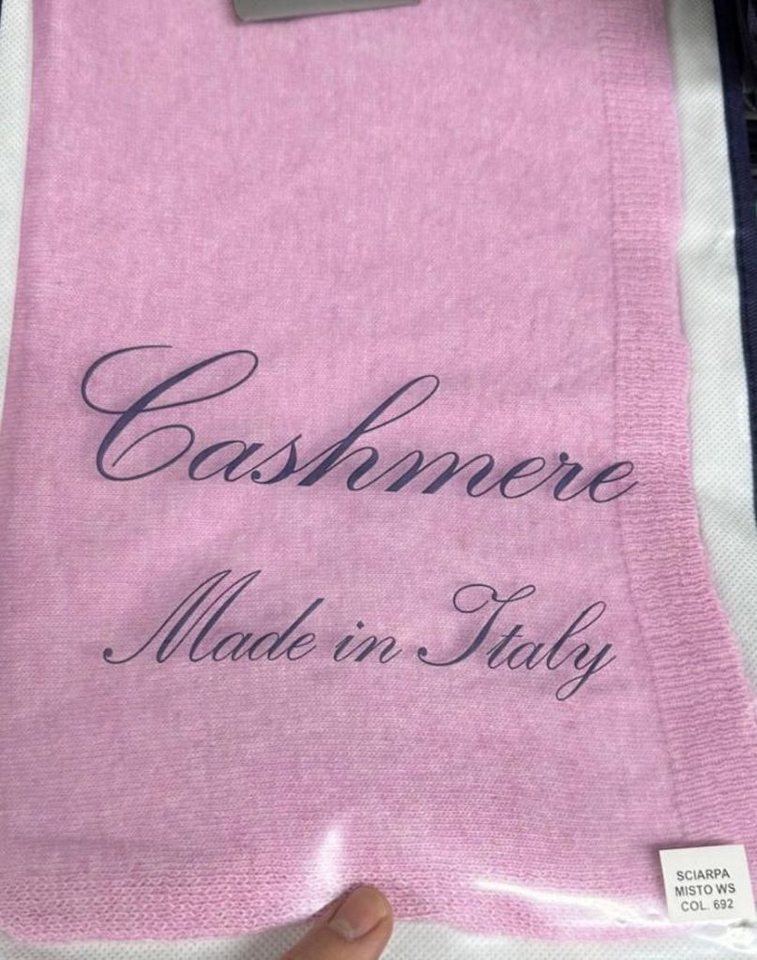 Cashmere
Made in Italy
SCIARPA
MISTO WS
COL. 692